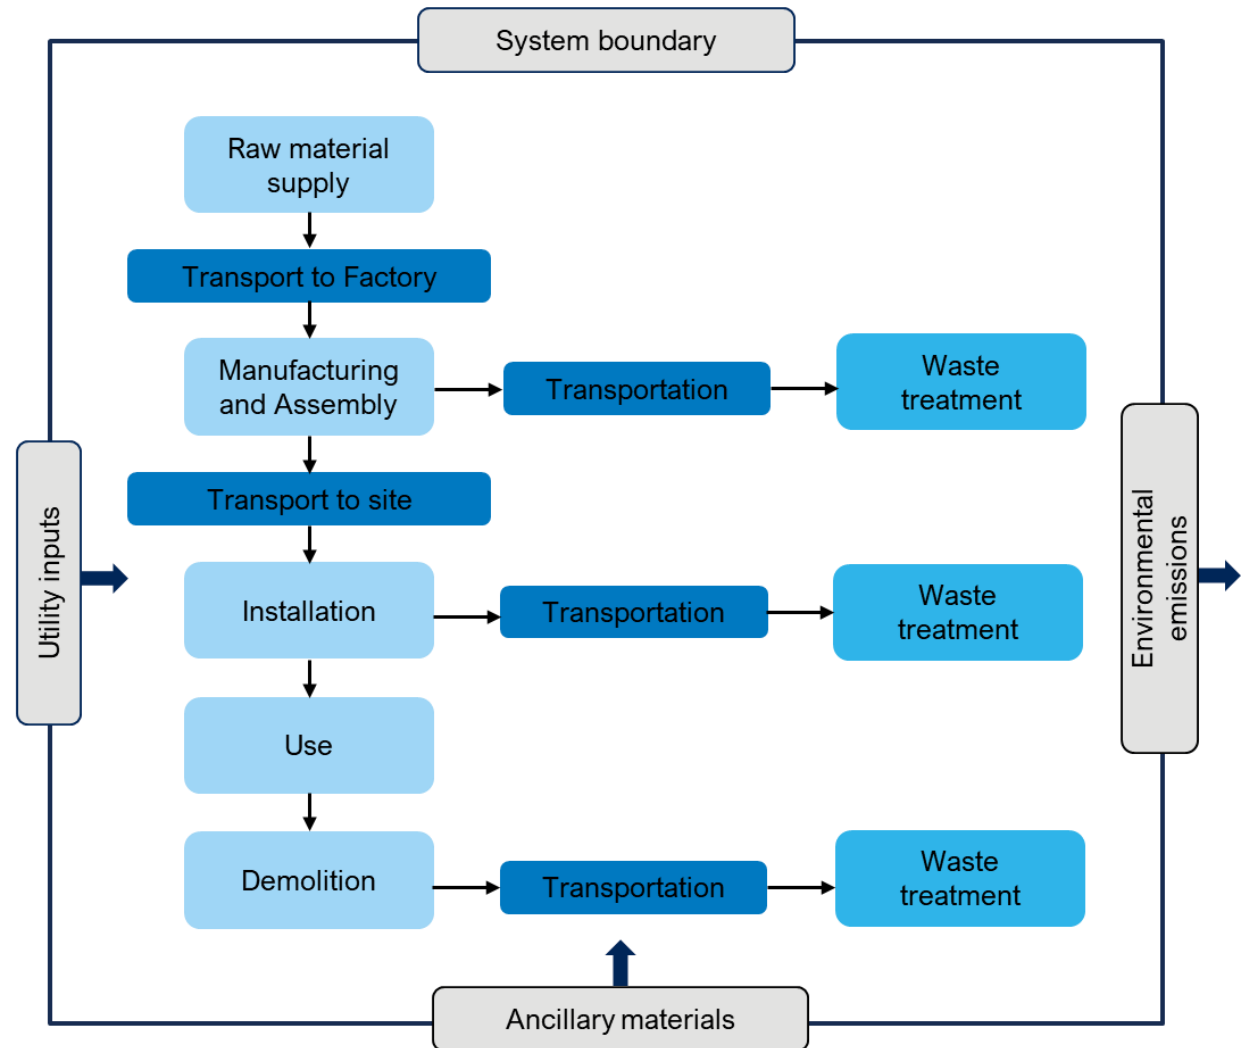 System boundary
Raw material
supply
Transport to Factory
Manufacturing
and Assembly
Transportation
Waste
treatment
Transport to site
Installation
Transportation
Waste
treatment
Use
Demolition
Transportation
Waste
treatment
Utility inputs
Environmental
emissions
Ancillary materials